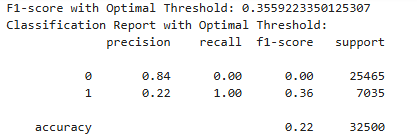 F1-score with Optimal Threshold: 0.3559223350125307
Classification Report with Optimal Threshold:
precision recall f1-score support
0 0.84 0.00 0.00 25465
1 0.22 1.00 0.36 7035
accuracy 0.22 32500